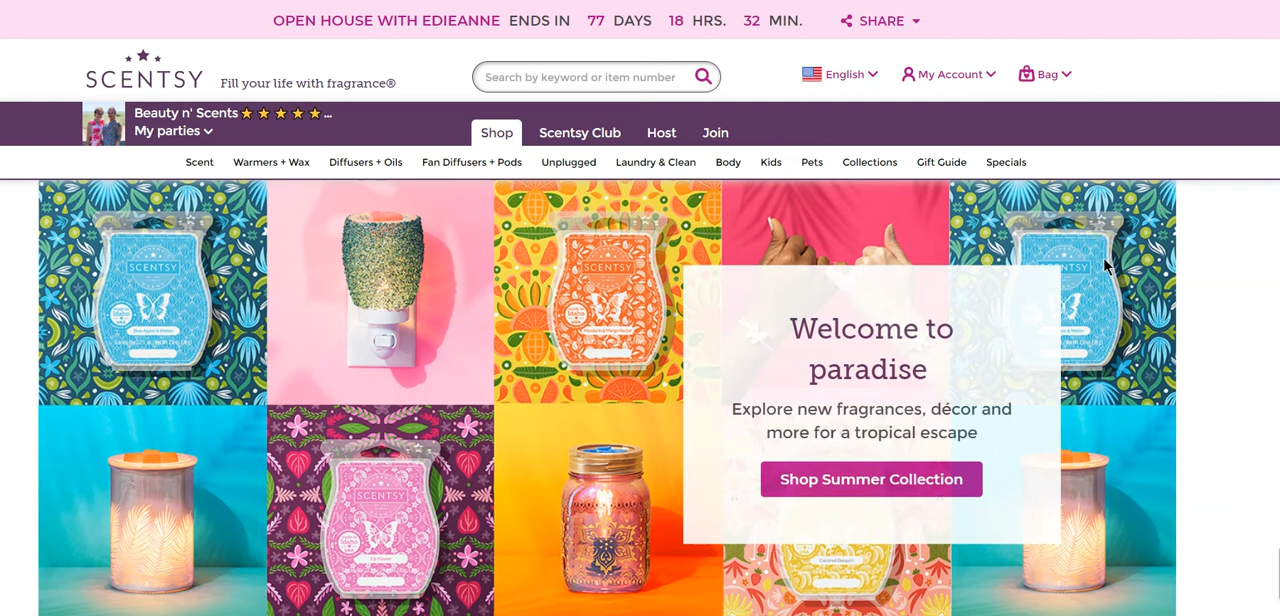 OPEN HOUSE WITH EDIEANNE ENDS IN 77 DAYS 18 HRS. 32 MIN. SHARE
SCENTSY
Fill your life with fragrance®
Search by keyword or item number
English
My Account
Bag
Beauty n' Scents ...
My parties
Shop
Scentsy Club
Host
Join
Scent
Warmers + Wax
Diffusers + Oils
Fan Diffusers + Pods
Unplugged
Laundry & Clean
Body
Kids
Pets
Collections
Gift Guide
Specials
SCENTSY
SCENTSY
SCENTSY
Welcome to
paradise
Explore new fragrances, décor and
more for a tropical escape
Shop Summer Collection
SCENTSY